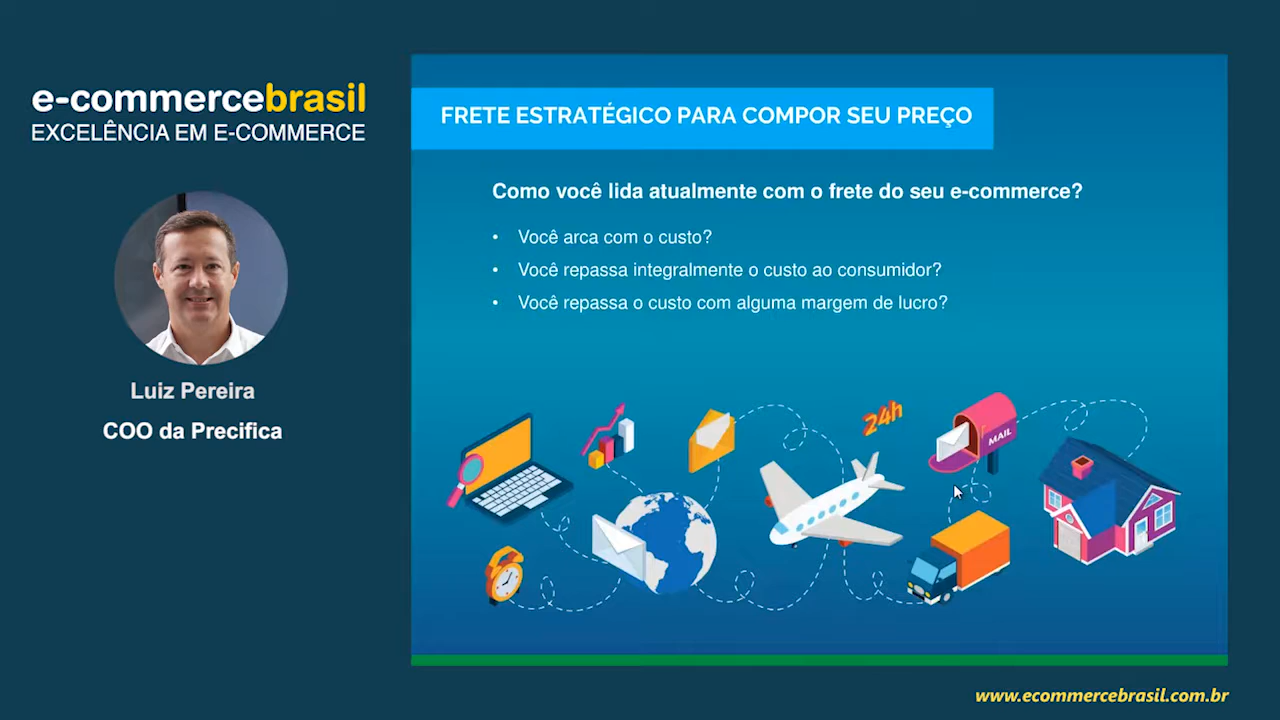 e-commercebrasil
EXCELÊNCIA EM E-COMMERCE
Luiz Pereira
COO da Precifica
FRETE ESTRATÉGICO PARA COMPOR SEU PREÇO
Como você lida atualmente com o frete do seu e-commerce?
• Você arca com o custo?
• Você repassa integralmente o custo ao consumidor?
• Você repassa o custo com alguma margem de lucro?
24h
MAIL
www.ecommercebrasil.com.br